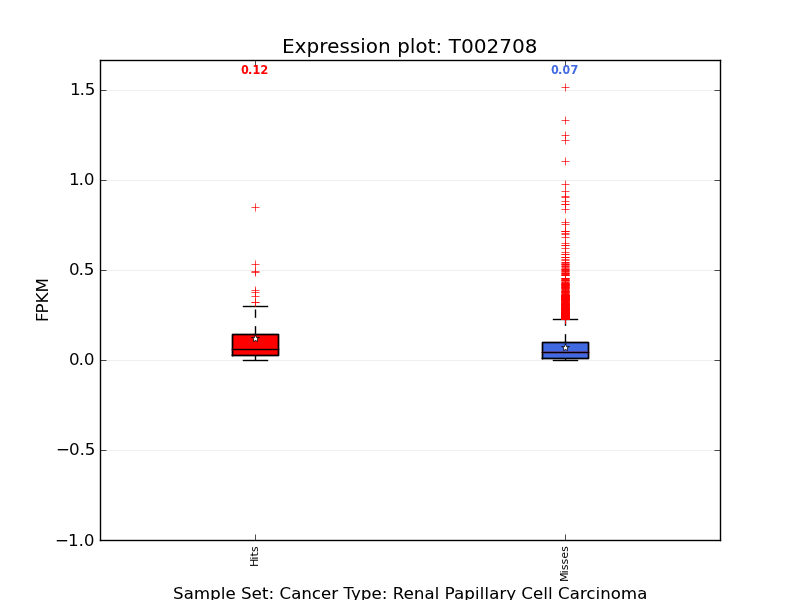 Expression plot: T002708
0.12
0.07
1.5
1.0
0.5
0.0
−0.5
−1.0
FPKM
Hits
Misses
Sample Set: Cancer Type: Renal Papillary Cell Carcinoma